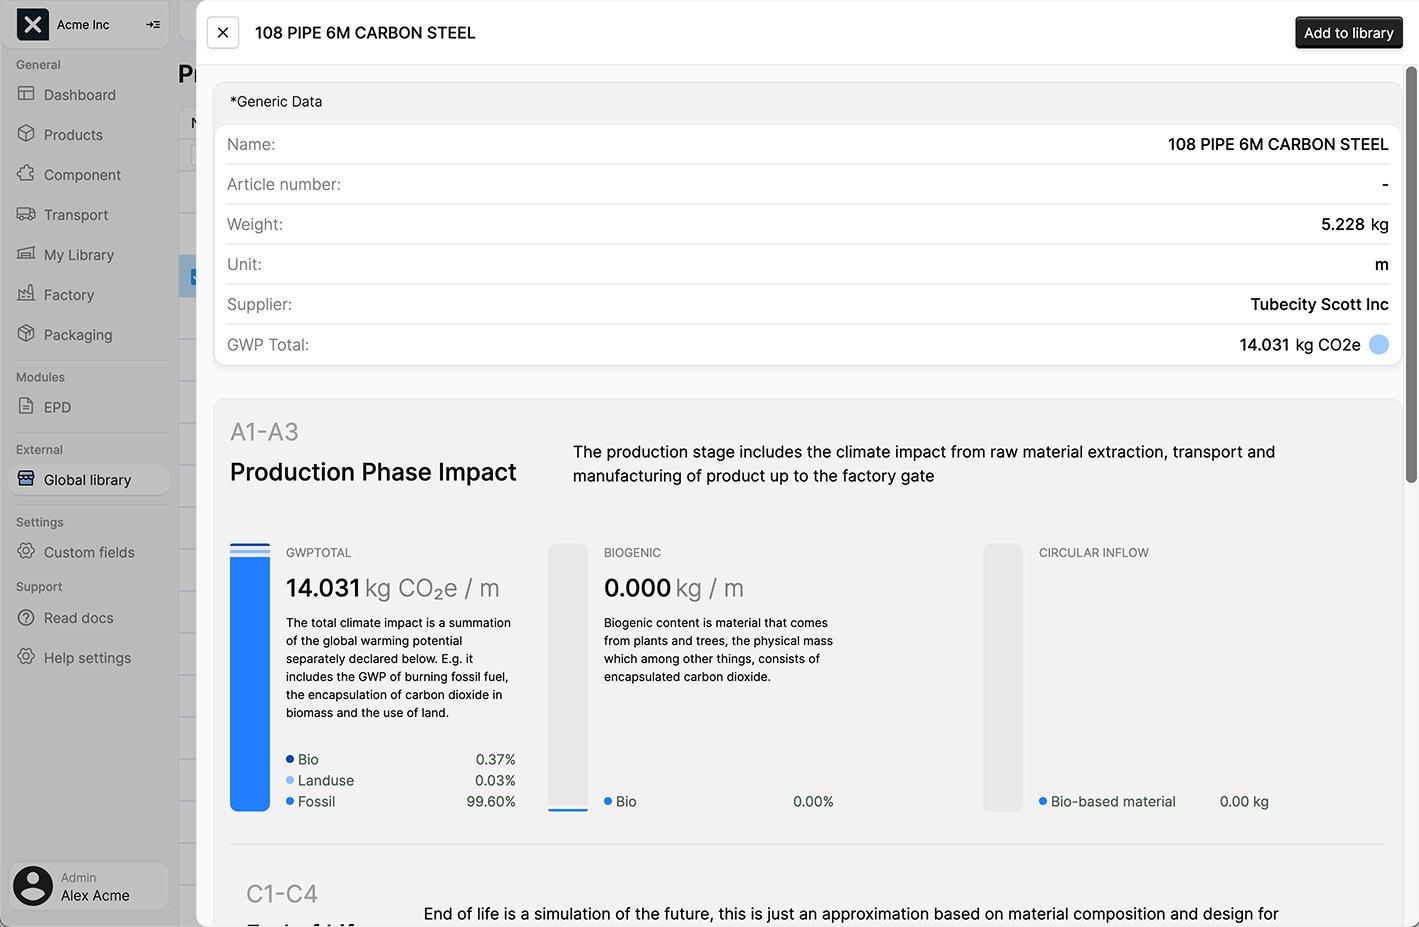 Acme Inc
General
Dashboard
Products
Component
Transport
My Library
Factory
Packaging
Modules
EPD
External
Global library
Settings
Custom fields
Support
Read docs
Help settings
Admin
Alex Acme
108 PIPE 6M CARBON STEEL
Add to library
*Generic Data
Name: 108 PIPE 6M CARBON STEEL
Article number: -
Weight: 5.228 kg
Unit: m
Supplier: Tubecity Scott Inc
GWP Total: 14.031 kg CO2e
A1-A3
Production Phase Impact
The production stage includes the climate impact from raw material extraction, transport and
manufacturing of product up to the factory gate
GWPTOTAL
14.031 kg CO₂e / m
The total climate impact is a summation
of the global warming potential
separately declared below. E.g. it
includes the GWP of burning fossil fuel,
the encapsulation of carbon dioxide in
biomass and the use of land.
Bio 0.37%
Landuse 0.03%
Fossil 99.60%
BIOGENIC
0.000 kg / m
Biogenic content is material that comes
from plants and trees, the physical mass
which among other things, consists of
encapsulated carbon dioxide.
Bio 0.00%
CIRCULAR INFLOW
Bio-based material 0.00 kg
C1-C4
End of life is a simulation of the future, this is just an approximation based on material composition and design for